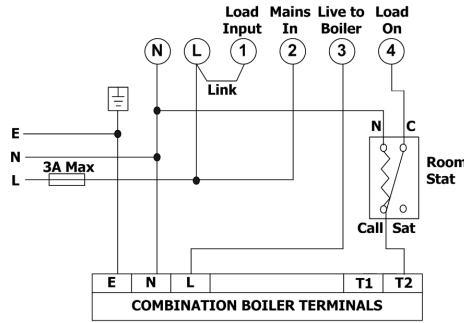 Load Input
Mains In
Live to Boiler
Load On
N
L
1
2
3
4
Link
E
N
3A Max
L
N
C
Room Stat
Call
Sat
E
N
L
T1
T2
COMBINATION BOILER TERMINALS